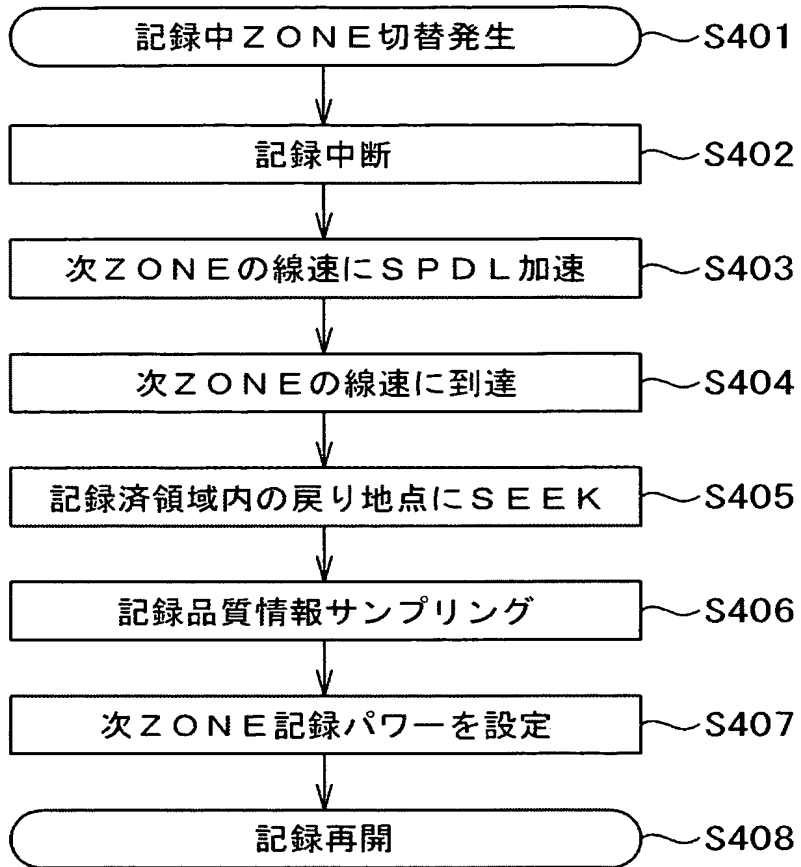 記録中ZONE切替発生 S401
記録中断 S402
次ZONEの線速にSPDL加速 S403
次ZONEの線速に到達 S404
記録済領域内の戻り地点にSEEK S405
記録品質情報サンプリング S406
次ZONE記録パワーを設定 S407
記録再開 S408